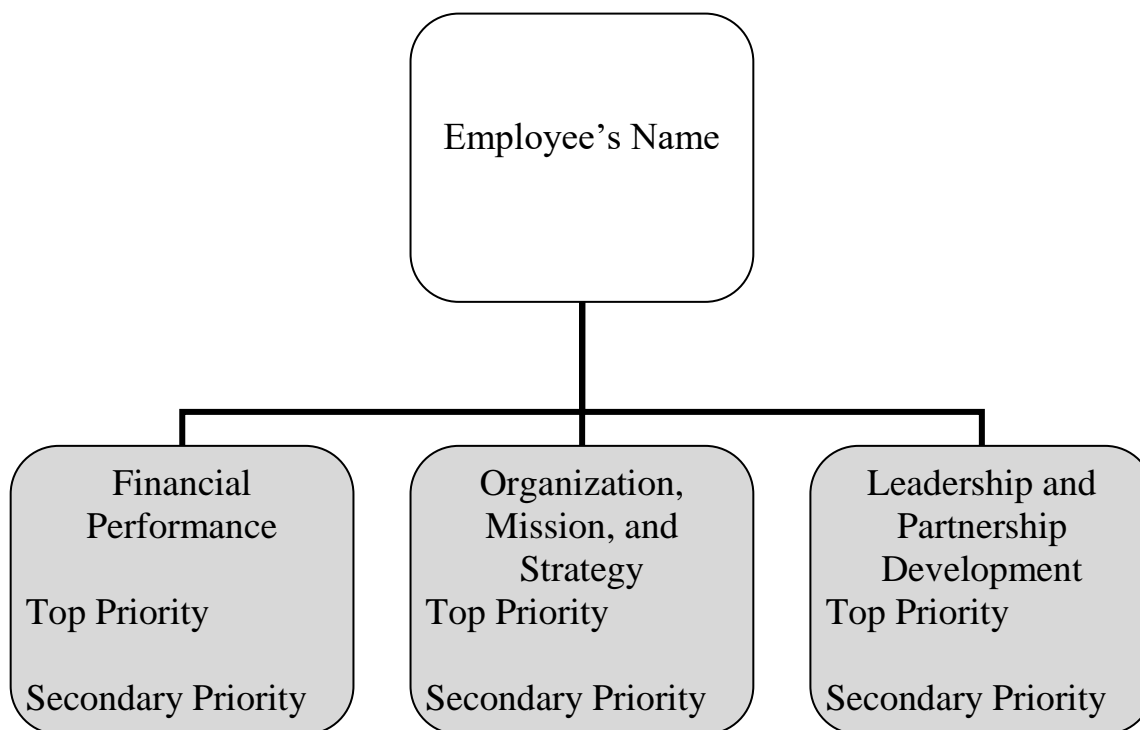 Employee’s Name
Financial
Performance
Top Priority
Secondary Priority
Organization,
Mission, and
Strategy
Top Priority
Secondary Priority
Leadership and
Partnership
Development
Top Priority
Secondary Priority